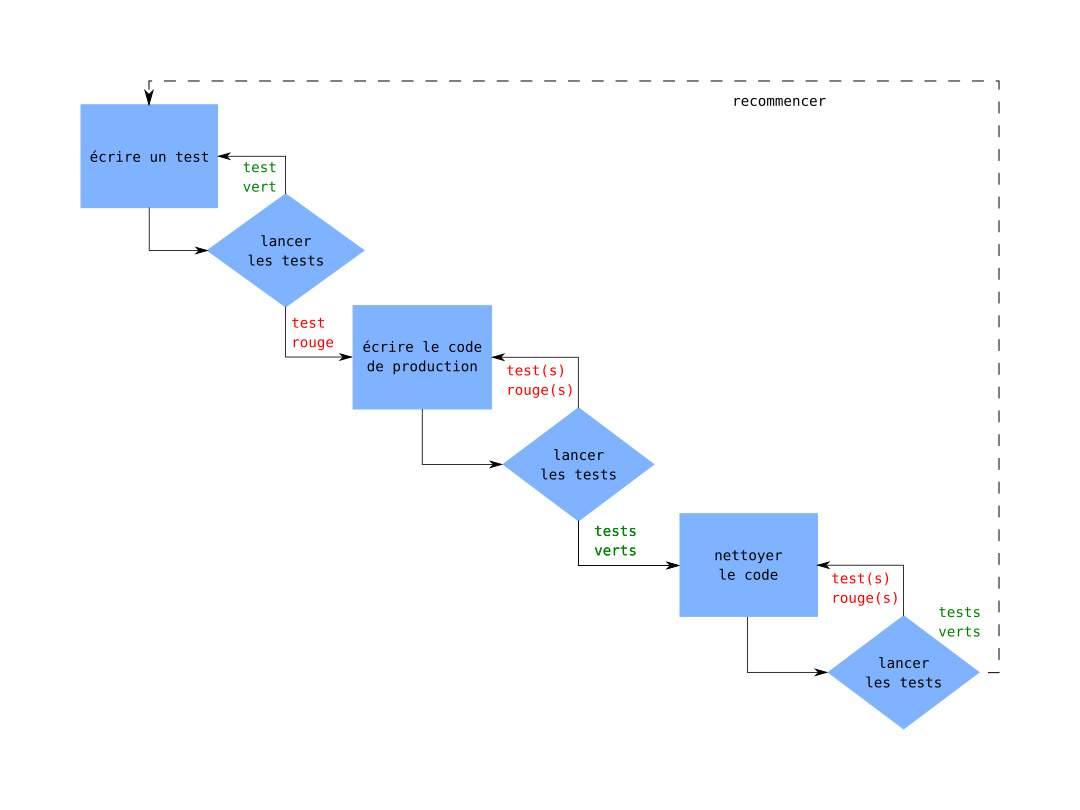 recommencer
écrire un test
test
vert
lancer
les tests
test
rouge
écrire le code
de production
test(s)
rouge(s)
lancer
les tests
tests
verts
nettoyer
le code
test(s)
rouge(s)
tests
verts
lancer
les tests